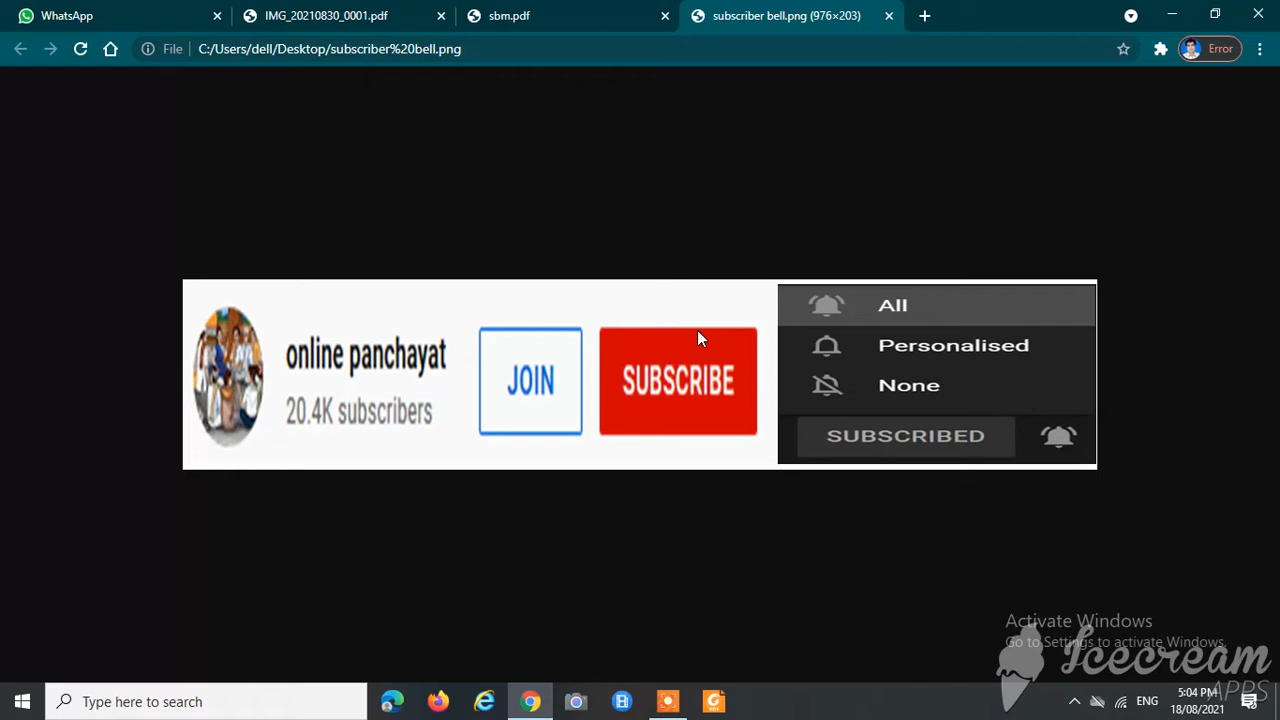 WhatsApp
IMG_20210830_0001.pdf
sbm.pdf
subscriber bell.png (976×203)
File
C:/Users/dell/Desktop/subscriber%20bell.png
Error
online panchayat
20.4K subscribers
JOIN
SUBSCRIBE
All
Personalised
None
SUBSCRIBED
Activate Windows
Go to Settings to activate Windows.
Icecream
APPS
Type here to search
ENG
5:04 PM
18/08/2021